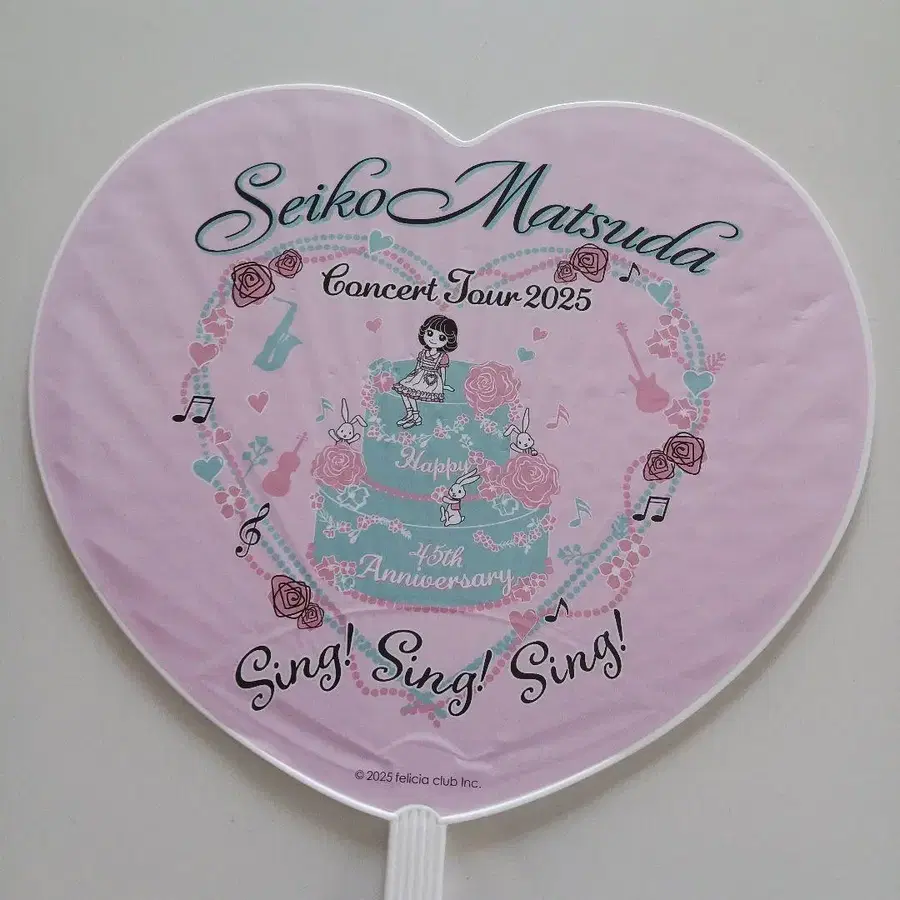 Seiko Matsuda
Concert Tour 2025
Happy
45th
Anniversary
Sing! Sing! Sing!
© 2025 felicia club Inc.